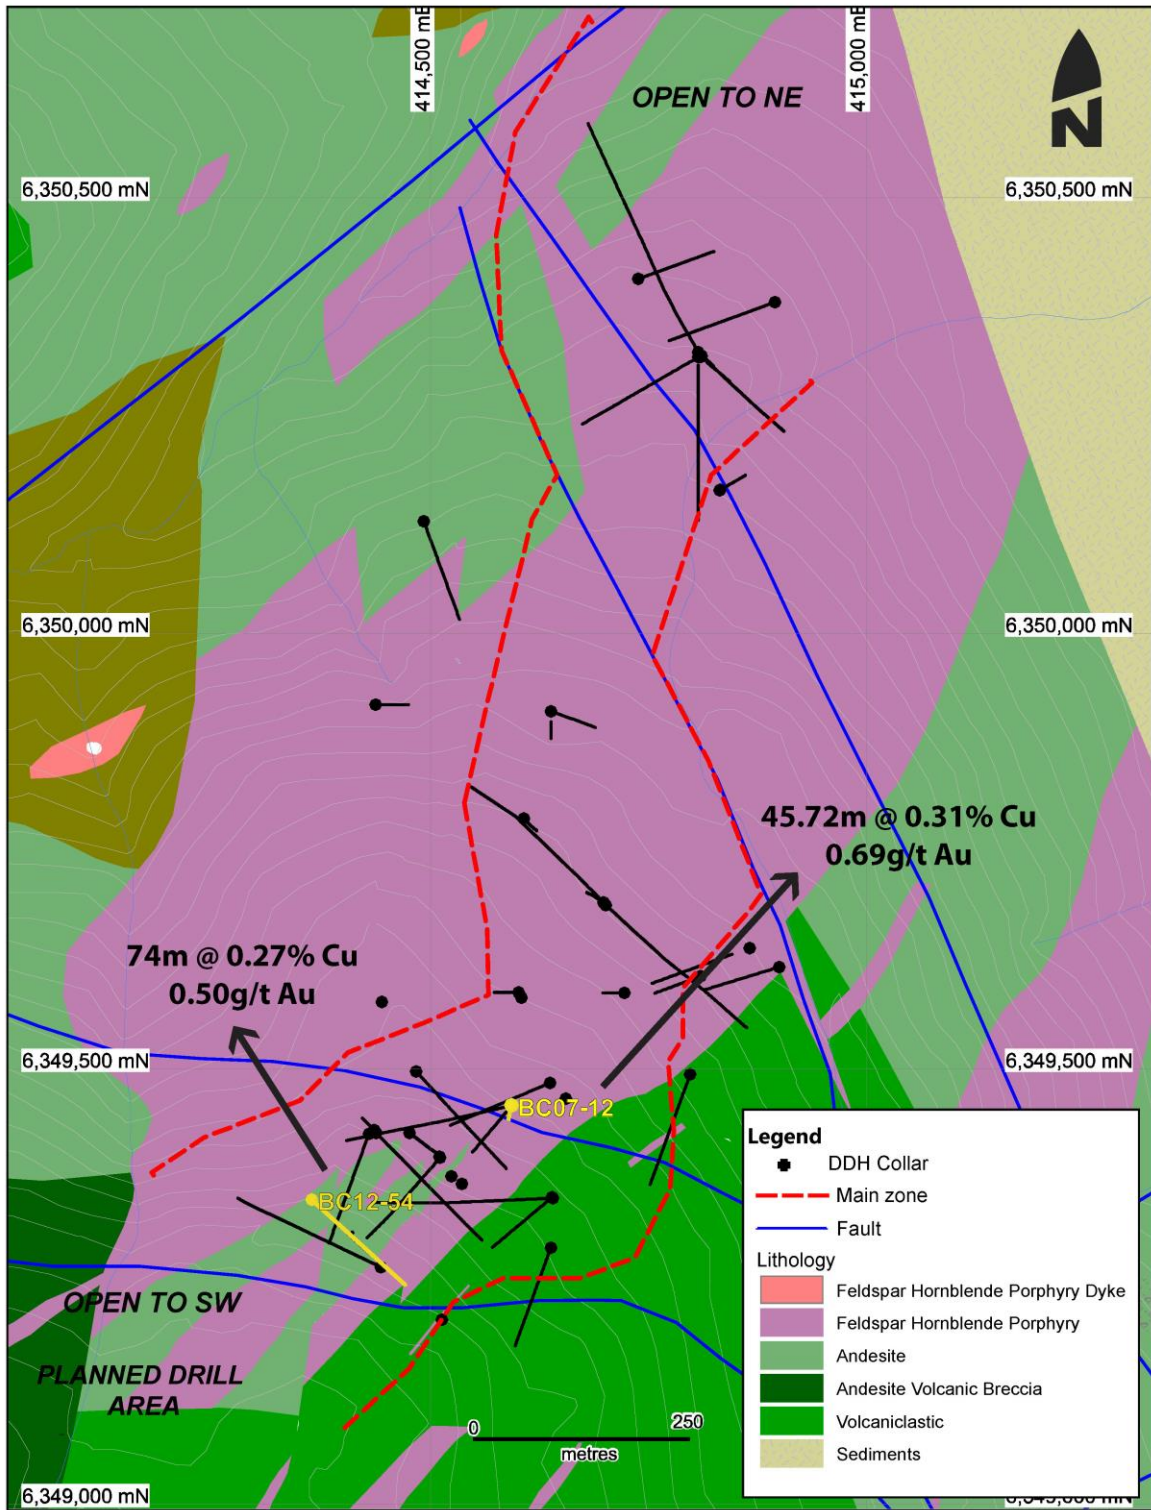 414,500 mE
415,000 mE
OPEN TO NE
N
6,350,500 mN
6,350,500 mN
6,350,000 mN
6,350,000 mN
45.72m @ 0.31% Cu
0.69g/t Au
74m @ 0.27% Cu
0.50g/t Au
6,349,500 mN
6,349,500 mN
BC07-12
BC12-54
OPEN TO SW
PLANNED DRILL
AREA
0
250
metres
Legend
DDH Collar
Main zone
Fault
Lithology
Feldspar Hornblende Porphyry Dyke
Feldspar Hornblende Porphyry
Andesite
Andesite Volcanic Breccia
Volcaniclastic
Sediments
6,349,000 mN